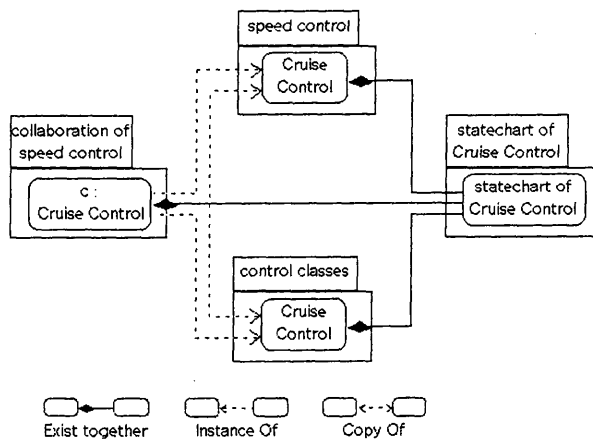 speed control
Cruise
Control
collaboration of
speed control
c :
Cruise Control
statechart of
Cruise Control
statechart of
Cruise Control
control classes
Cruise
Control
Exist together
Instance Of
Copy Of